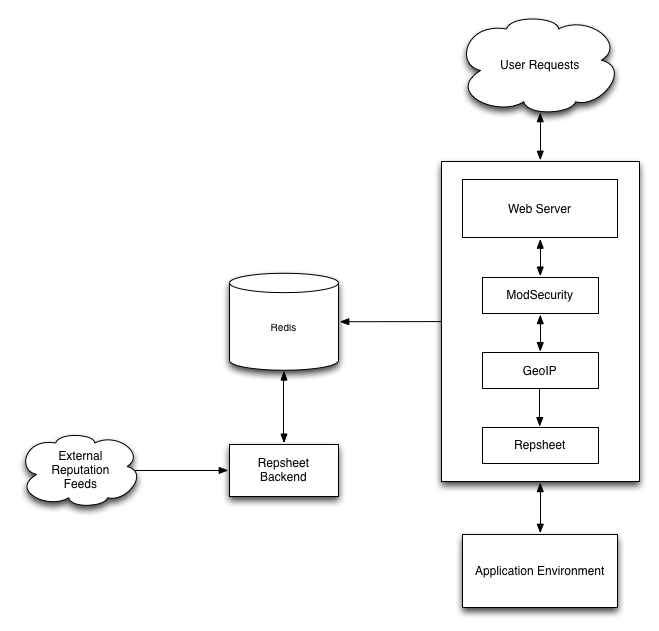 User Requests
Web Server
ModSecurity
Redis
GeoIP
Repsheet
External
Reputation
Feeds
Repsheet
Backend
Application Environment